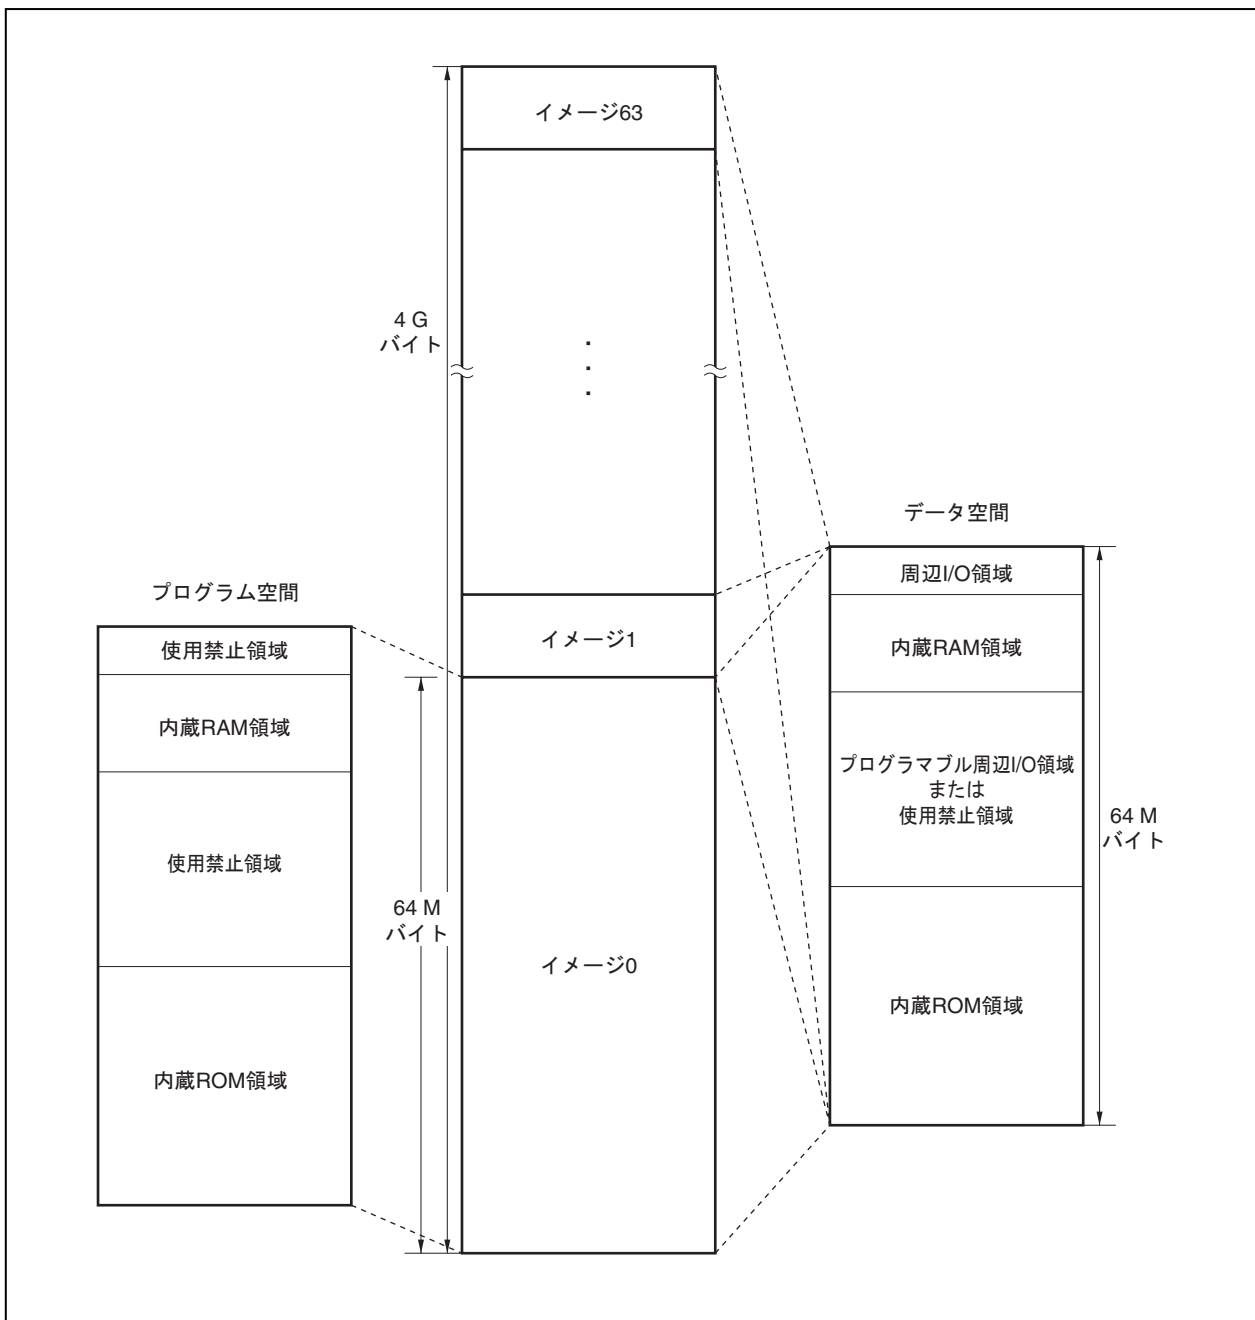 イメージ63
4 G
バイト
データ空間
周辺I/O領域
プログラム空間
イメージ1
使用禁止領域
内蔵RAM領域
内蔵RAM領域
プログラマブル周辺I/O領域
または
使用禁止領域
64 M
バイト
使用禁止領域
64 M
バイト
イメージ0
内蔵ROM領域
内蔵ROM領域